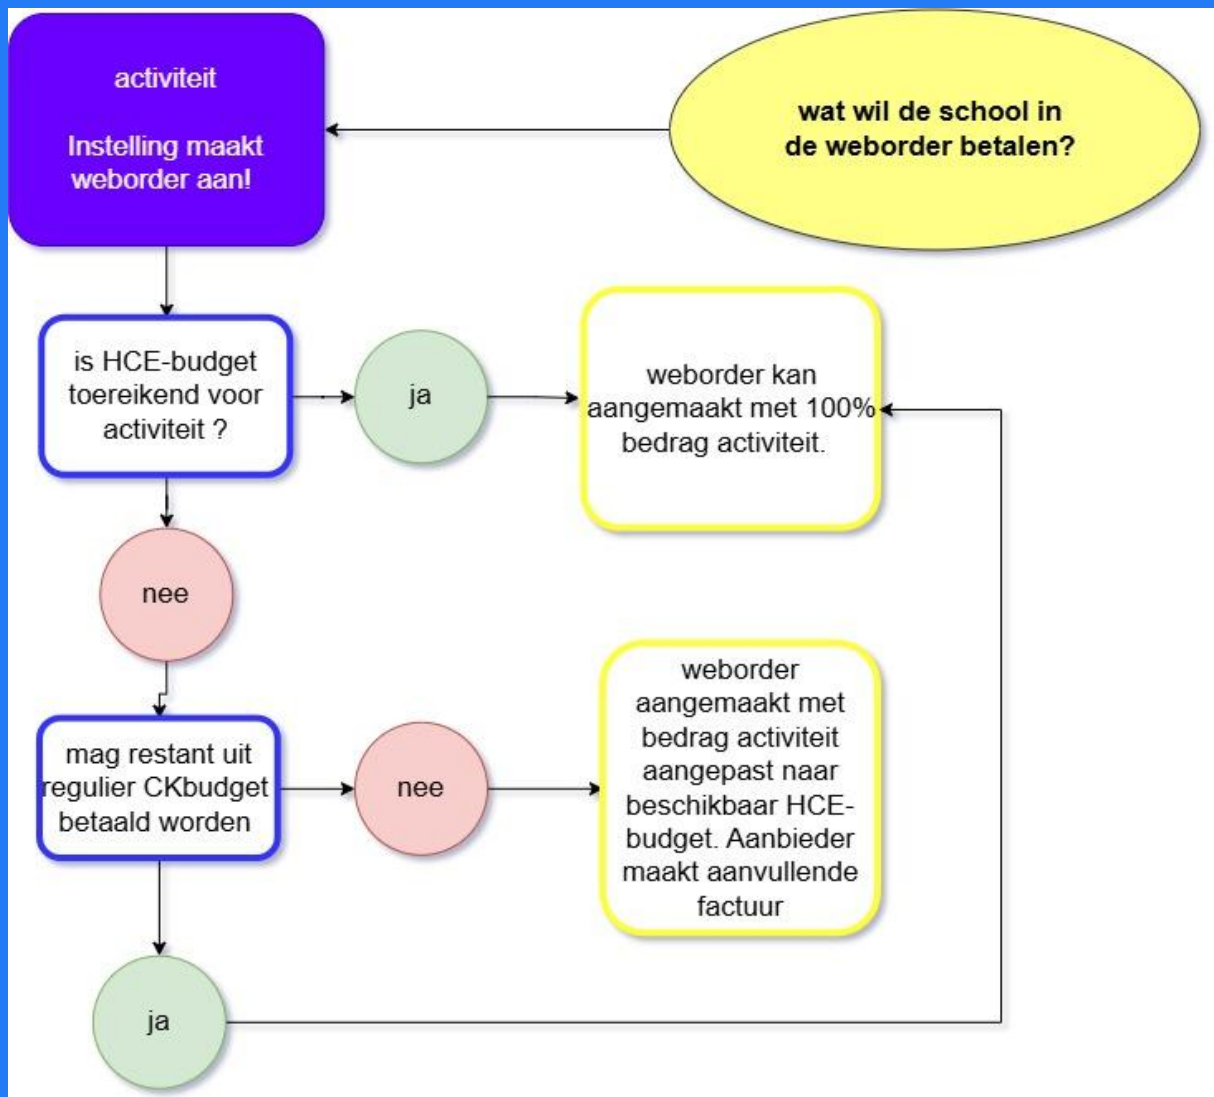 activiteit
Instelling maakt
weborder aan!
wat wil de school in
de weborder betalen?
is HCE-budget
toereikend voor
activiteit ?
ja
weborder kan
aangemaakt met 100%
bedrag activiteit.
nee
mag restant uit
regulier CKbudget
betaald worden
nee
weborder
aangemaakt met
bedrag activiteit
aangepast naar
beschikbaar HCE-
budget. Aanbieder
maakt aanvullende
factuur
ja